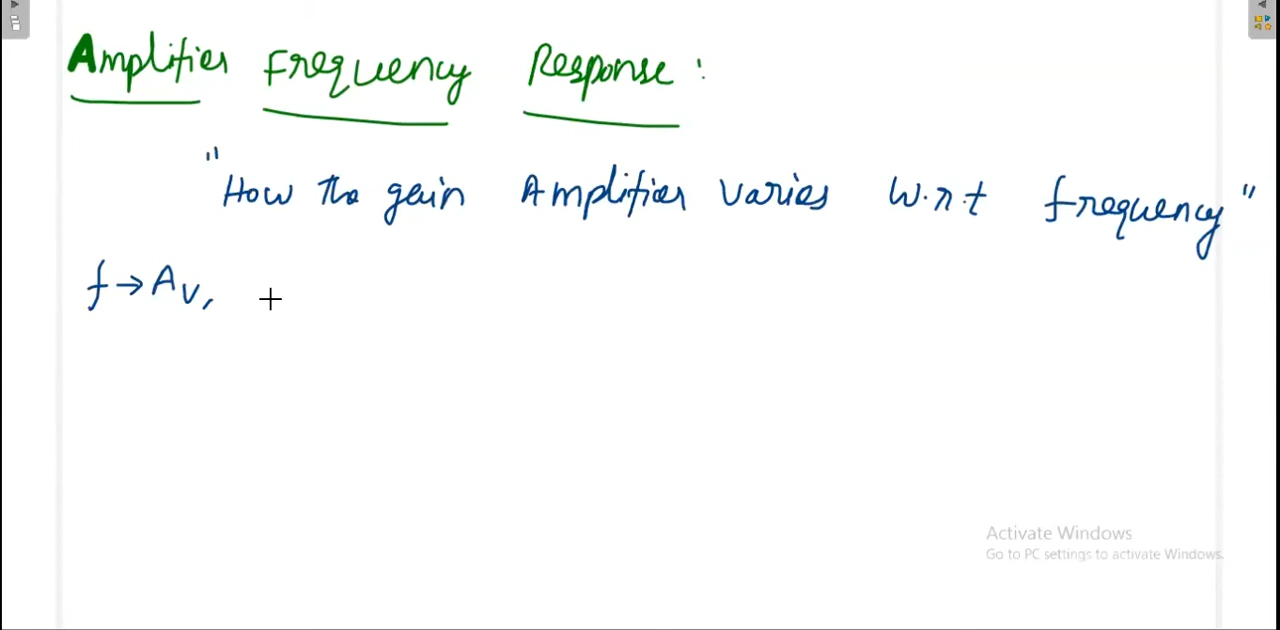 Amplifier Frequency Response :
"How the gain Amplifier varies w.r.t frequency"
f → Av,
Activate Windows
Go to PC settings to activate Windows.